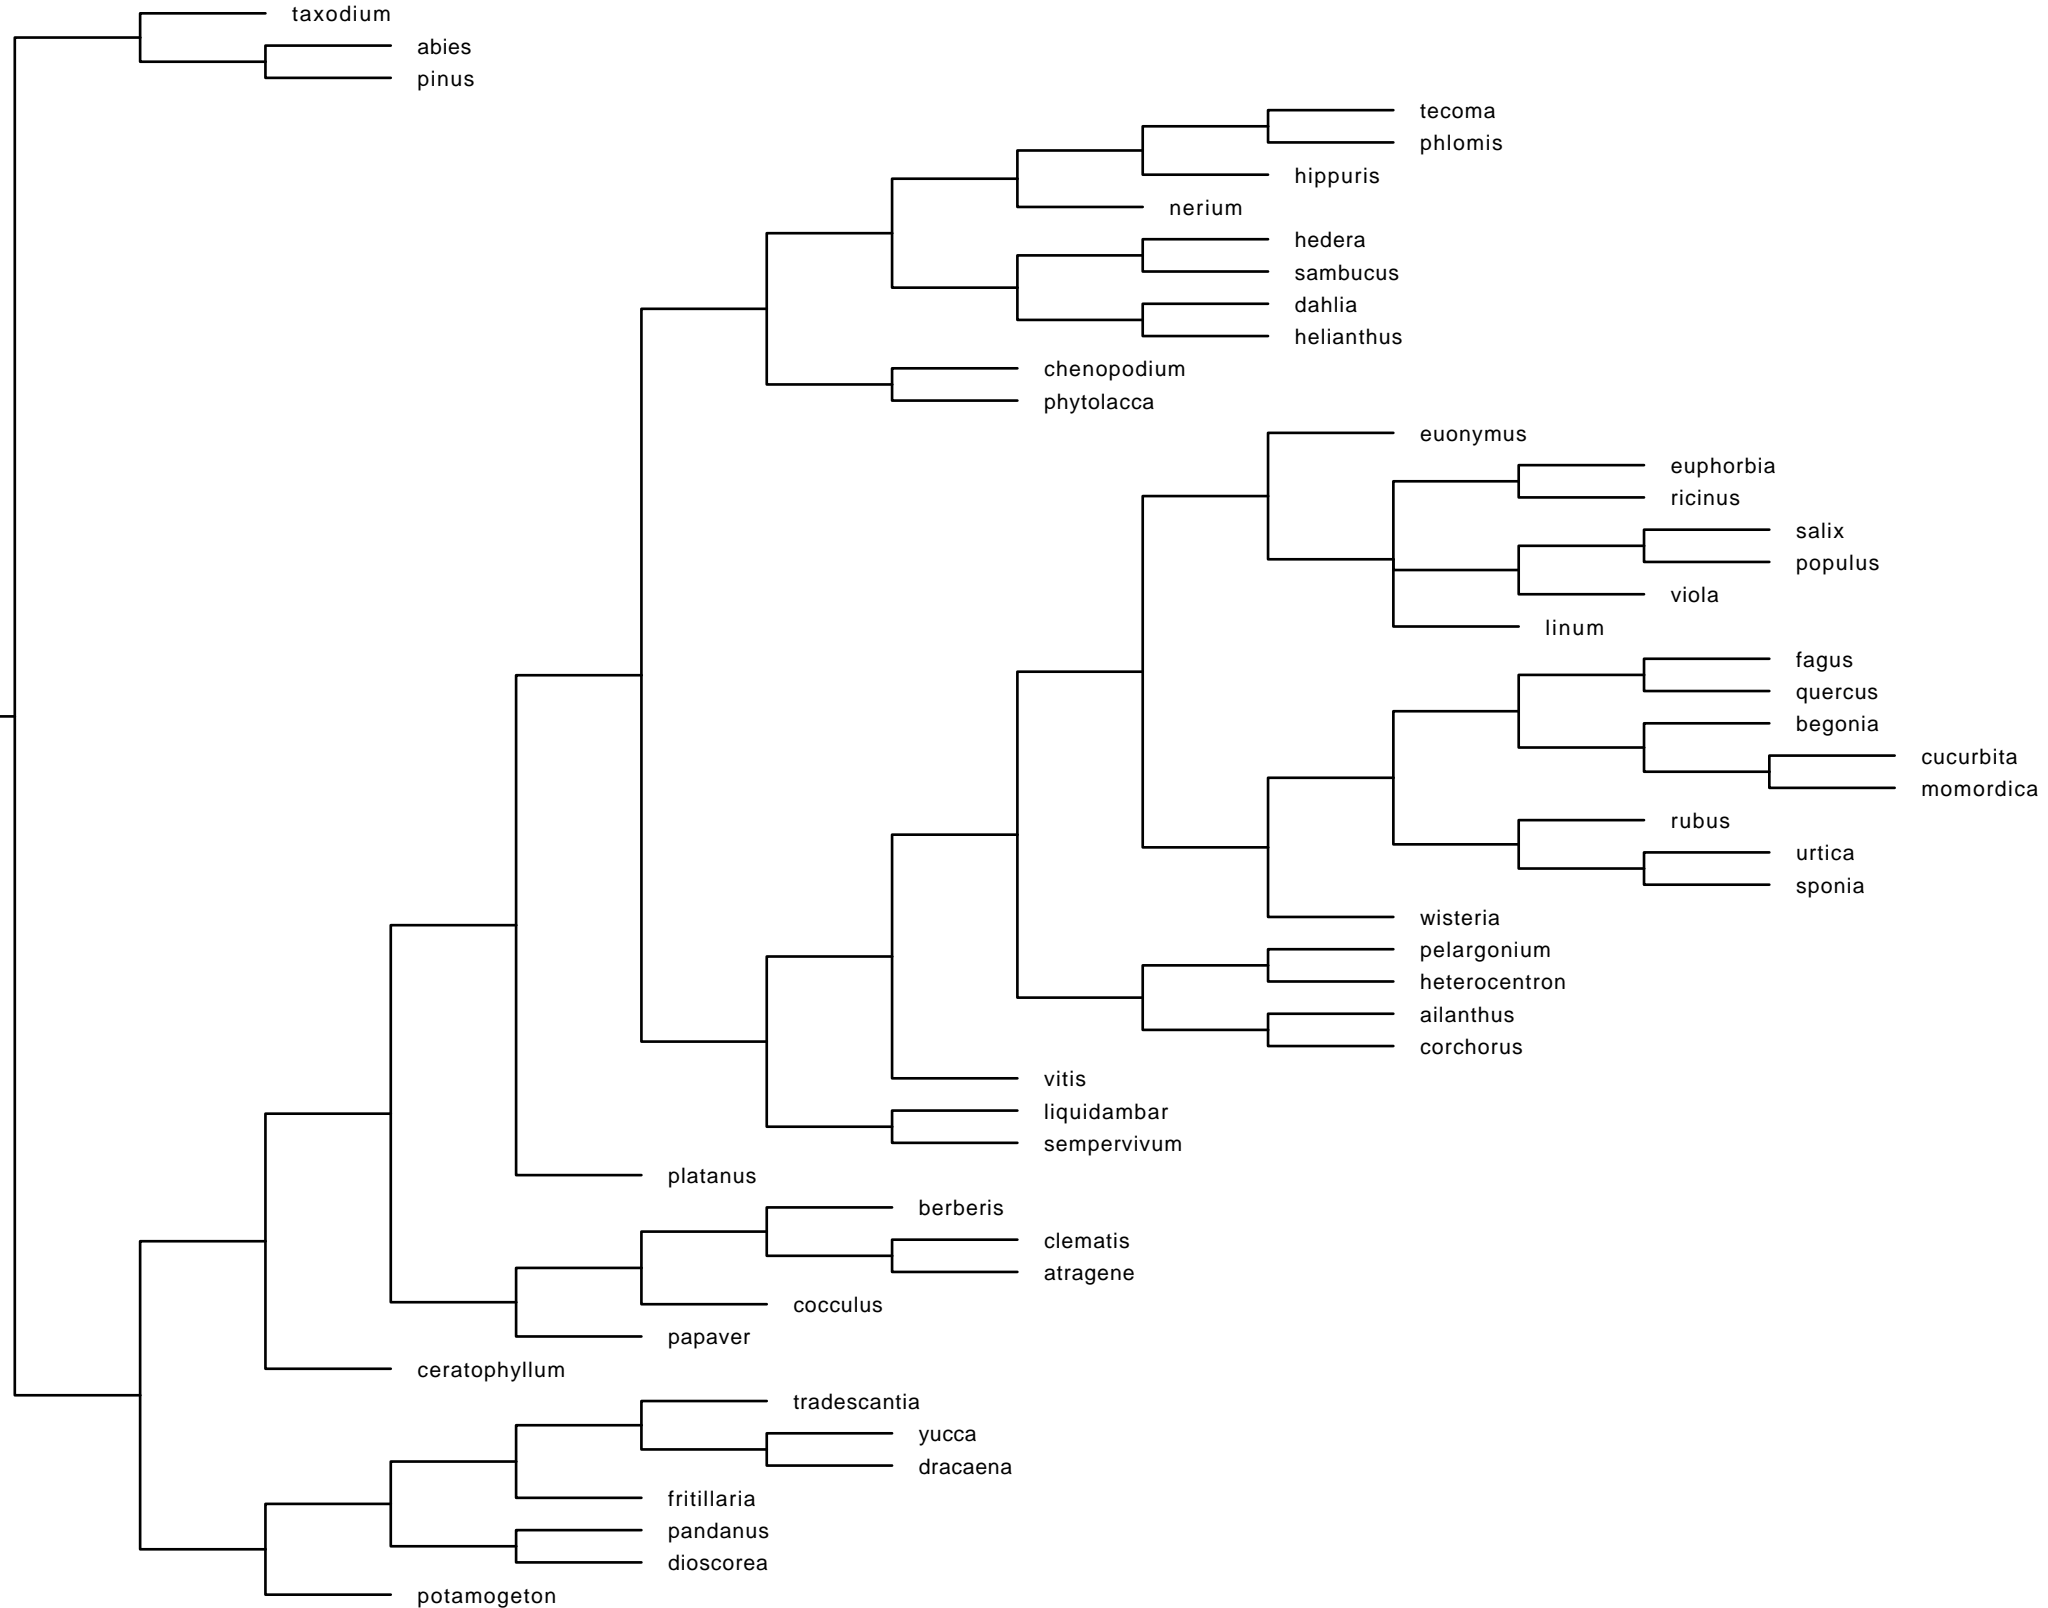 taxodium
abies
pinus
tecoma
phlomis
hippuris
nerium
hedera
sambucus
dahlia
helianthus
chenopodium
phytolacca
euonymus
euphorbia
ricinus
salix
populus
viola
linum
fagus
quercus
begonia
cucurbita
momordica
rubus
urtica
sponia
wisteria
pelargonium
heterocentron
ailanthus
corchorus
vitis
liquidambar
sempervivum
platanus
berberis
clematis
atragene
cocculus
papaver
ceratophyllum
tradescantia
yucca
dracaena
fritillaria
pandanus
dioscorea
potamogeton